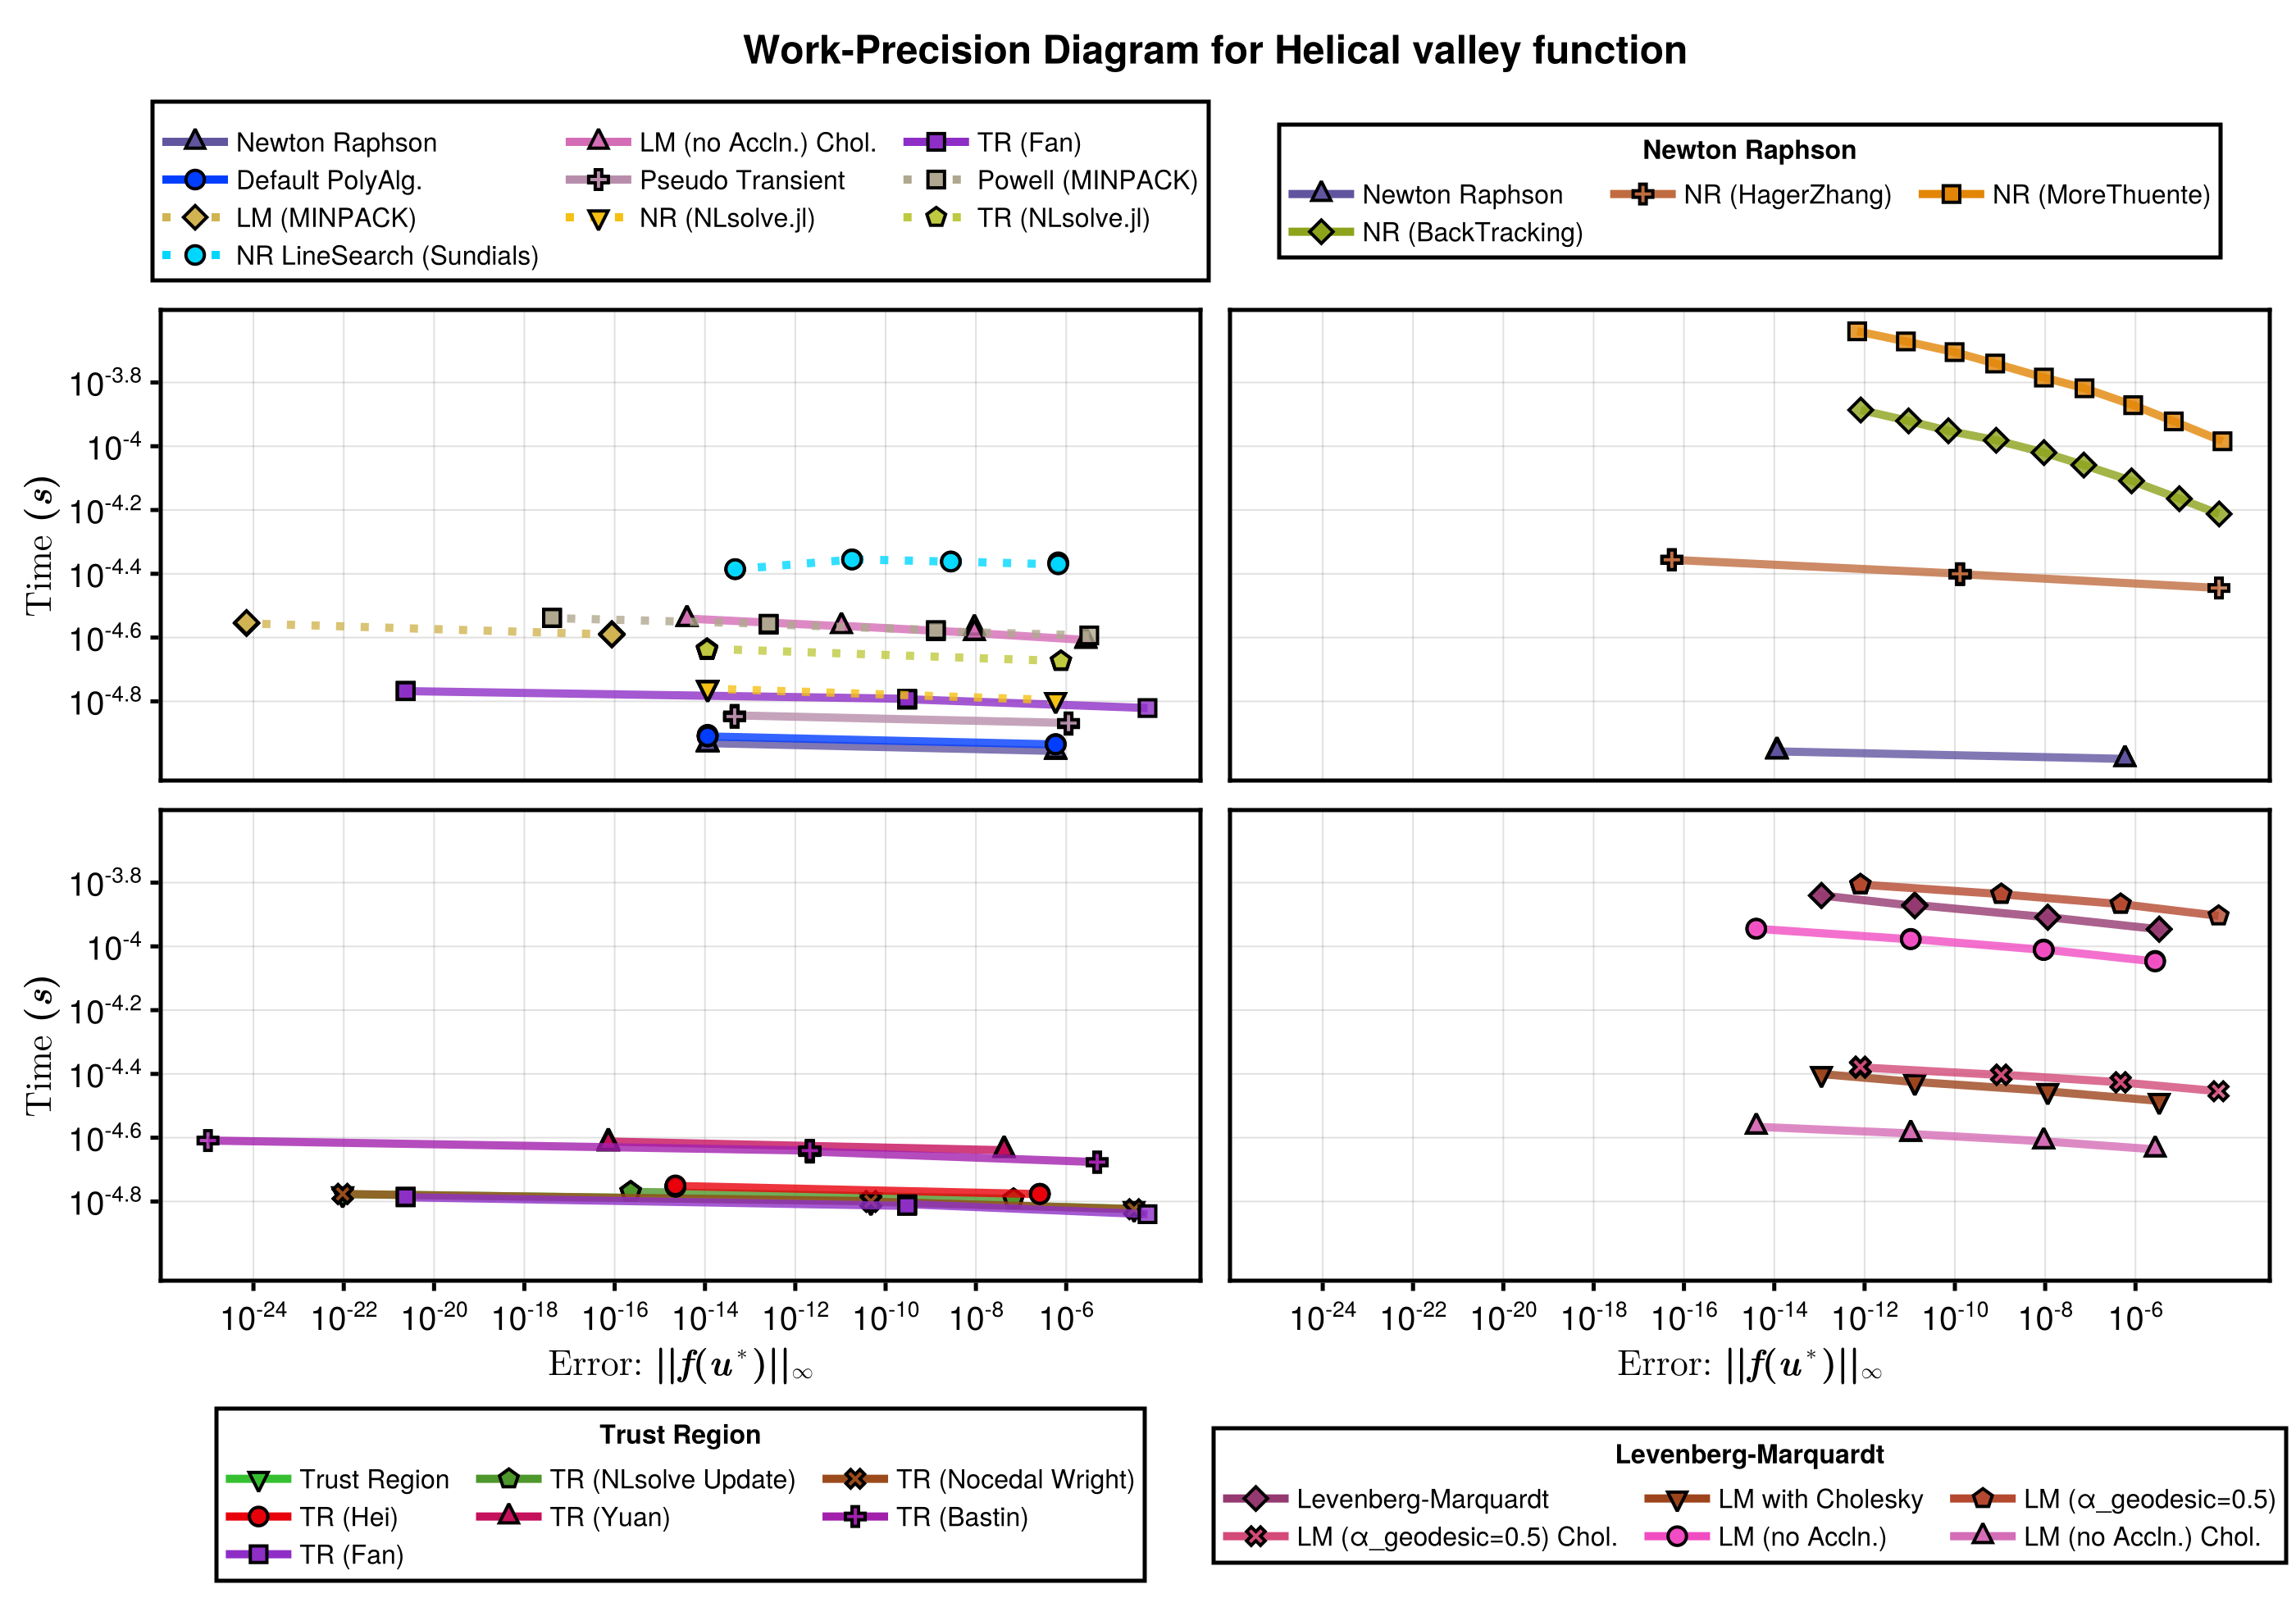 Work-Precision Diagram for Helical valley function
Newton Raphson LM (no Accln.) Chol. TR (Fan)
Default PolyAlg. Pseudo Transient Powell (MINPACK)
LM (MINPACK) NR (NLsolve.jl) TR (NLsolve.jl)
NR LineSearch (Sundials)
Newton Raphson
Newton Raphson NR (HagerZhang) NR (MoreThuente)
NR (BackTracking)
Time (s)
10^-3.8
10^-4
10^-4.2
10^-4.4
10^-4.6
10^-4.8
Time (s)
10^-3.8
10^-4
10^-4.2
10^-4.4
10^-4.6
10^-4.8
10^-24 10^-22 10^-20 10^-18 10^-16 10^-14 10^-12 10^-10 10^-8 10^-6
Error: ||f(u*)||∞
10^-24 10^-22 10^-20 10^-18 10^-16 10^-14 10^-12 10^-10 10^-8 10^-6
Error: ||f(u*)||∞
Trust Region
Trust Region TR (NLsolve Update) TR (Nocedal Wright)
TR (Hei) TR (Yuan) TR (Bastin)
TR (Fan)
Levenberg-Marquardt
Levenberg-Marquardt LM with Cholesky LM (α_geodesic=0.5)
LM (α_geodesic=0.5) Chol. LM (no Accln.) LM (no Accln.) Chol.